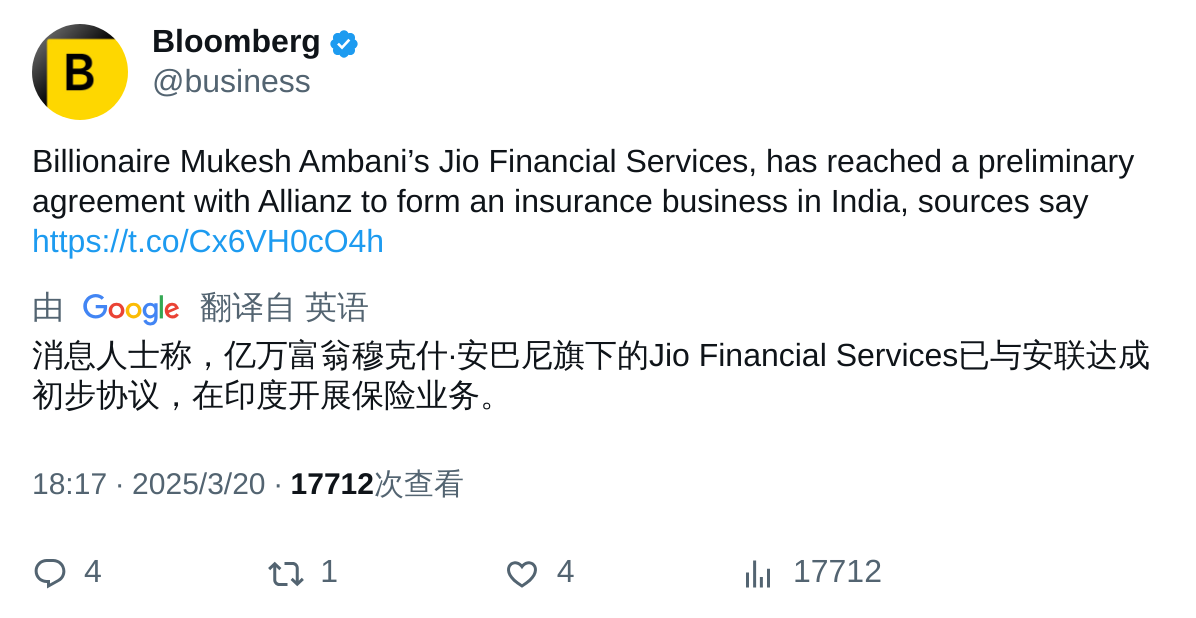 B
Bloomberg
@business
Billionaire Mukesh Ambani’s Jio Financial Services, has reached a preliminary
agreement with Allianz to form an insurance business in India, sources say
https://t.co/Cx6VH0cO4h
由 Google 翻译自 英语
消息人士称，亿万富翁穆克什·安巴尼旗下的Jio Financial Services已与安联达成
初步协议，在印度开展保险业务。
18:17 · 2025/3/20 · 17712次查看
4 1 4 17712